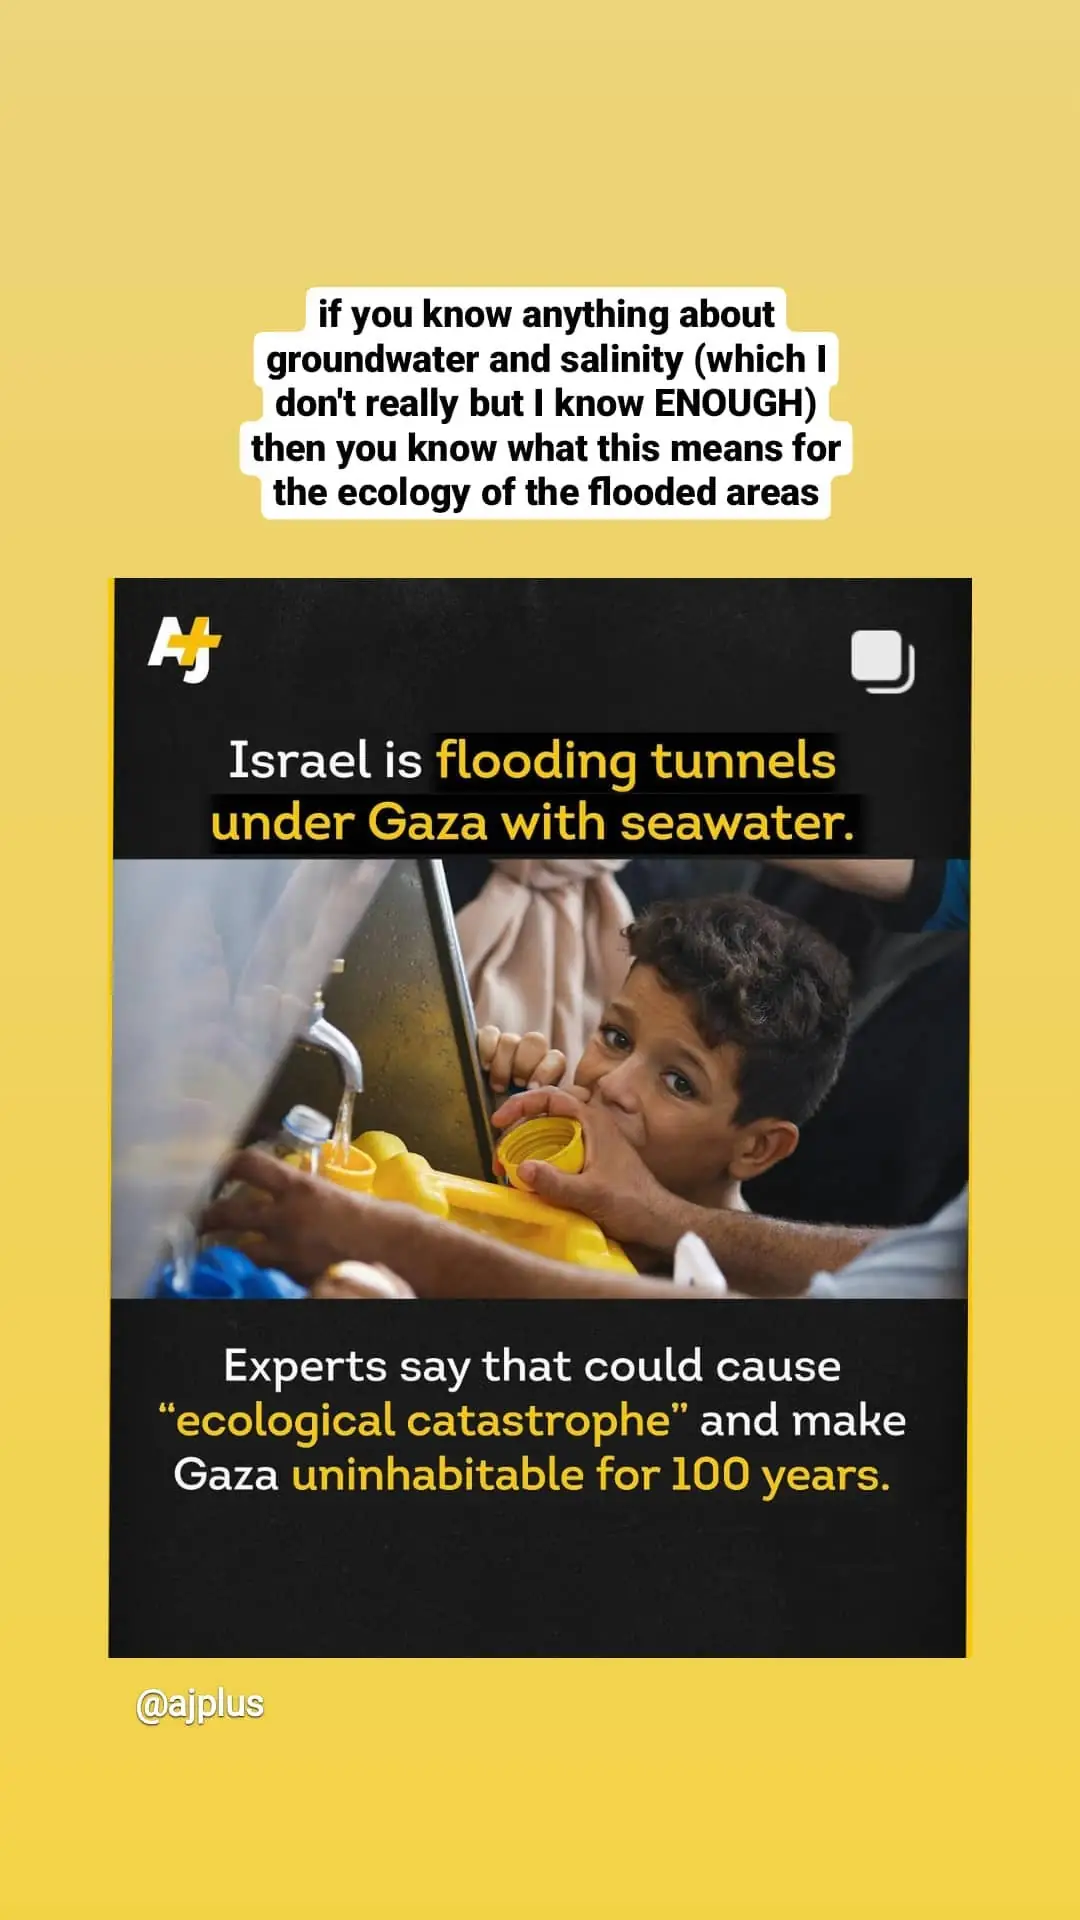 if you know anything about
groundwater and salinity (which I
don't really but I know ENOUGH)
then you know what this means for
the ecology of the flooded areas
AJ+
Israel is flooding tunnels
under Gaza with seawater.
Experts say that could cause
“ecological catastrophe” and make
Gaza uninhabitable for 100 years.
@ajplus